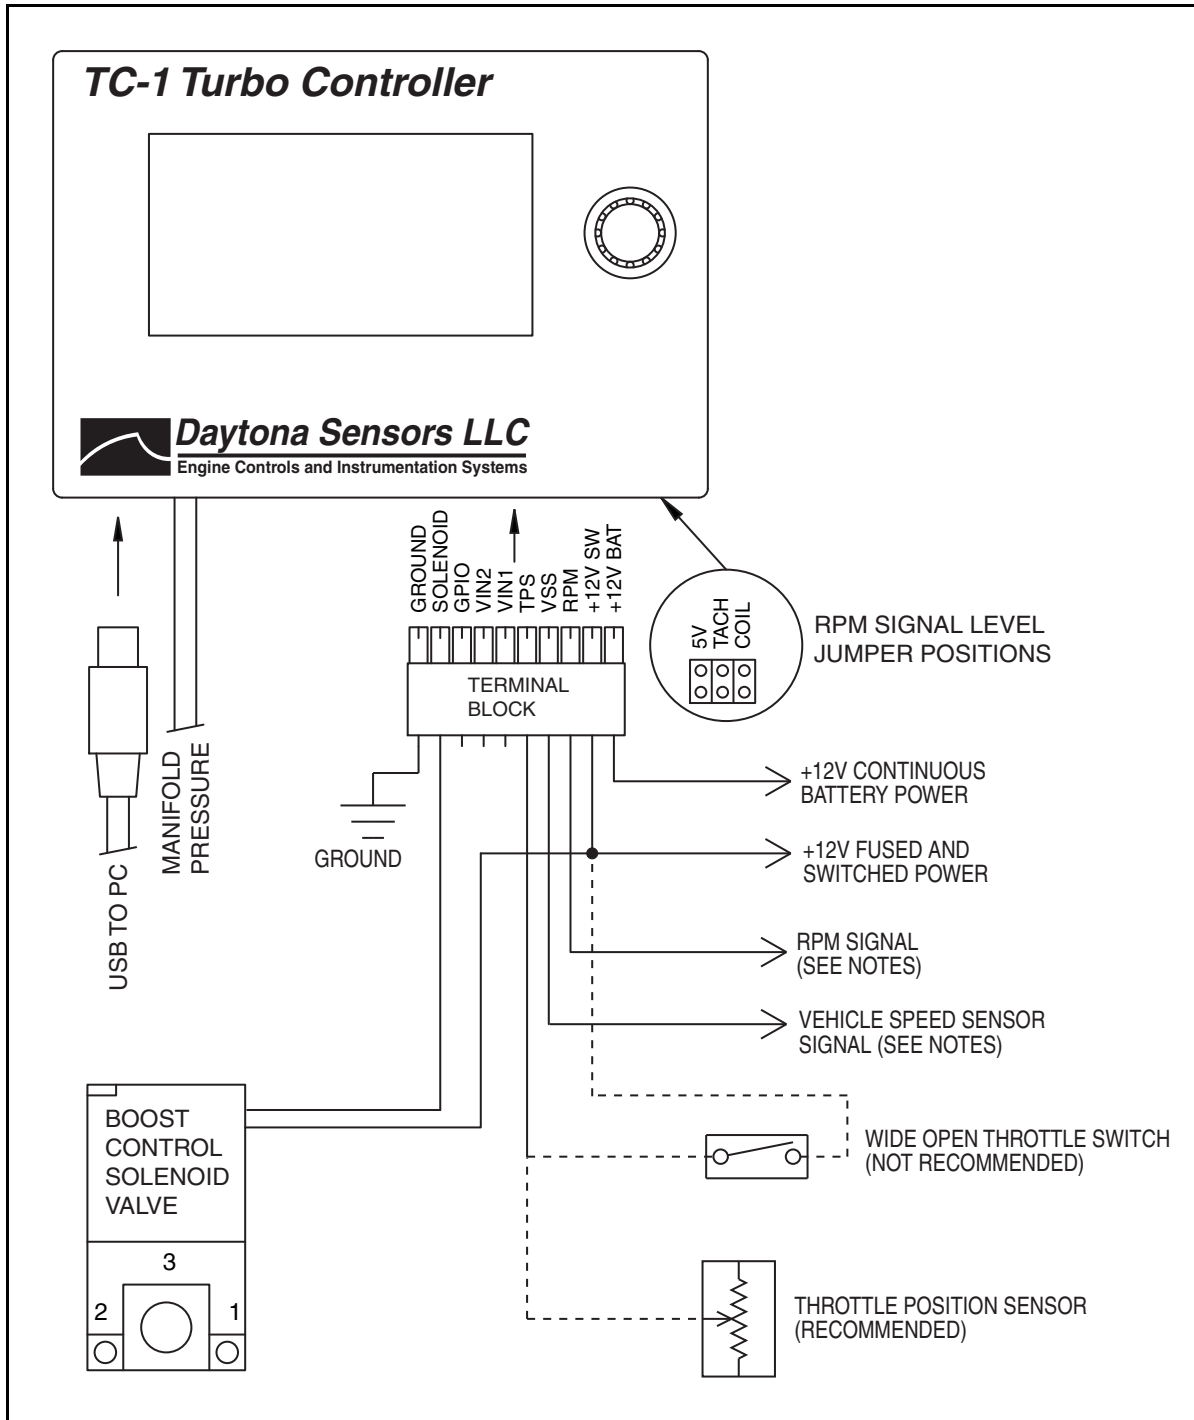 TC-1 Turbo Controller
Daytona Sensors LLC
Engine Controls and Instrumentation Systems
GROUND
SOLENOID
GPIO
VIN2
VIN1
TPS
VSS
RPM
+12V SW
+12V BAT
5V
TACH
COIL
RPM SIGNAL LEVEL
JUMPER POSITIONS
TERMINAL
BLOCK
MANIFOLD
PRESSURE
USB TO PC
GROUND
+12V CONTINUOUS
BATTERY POWER
+12V FUSED AND
SWITCHED POWER
RPM SIGNAL
(SEE NOTES)
VEHICLE SPEED SENSOR
SIGNAL (SEE NOTES)
BOOST
CONTROL
SOLENOID
VALVE
3
2
1
WIDE OPEN THROTTLE SWITCH
(NOT RECOMMENDED)
THROTTLE POSITION SENSOR
(RECOMMENDED)